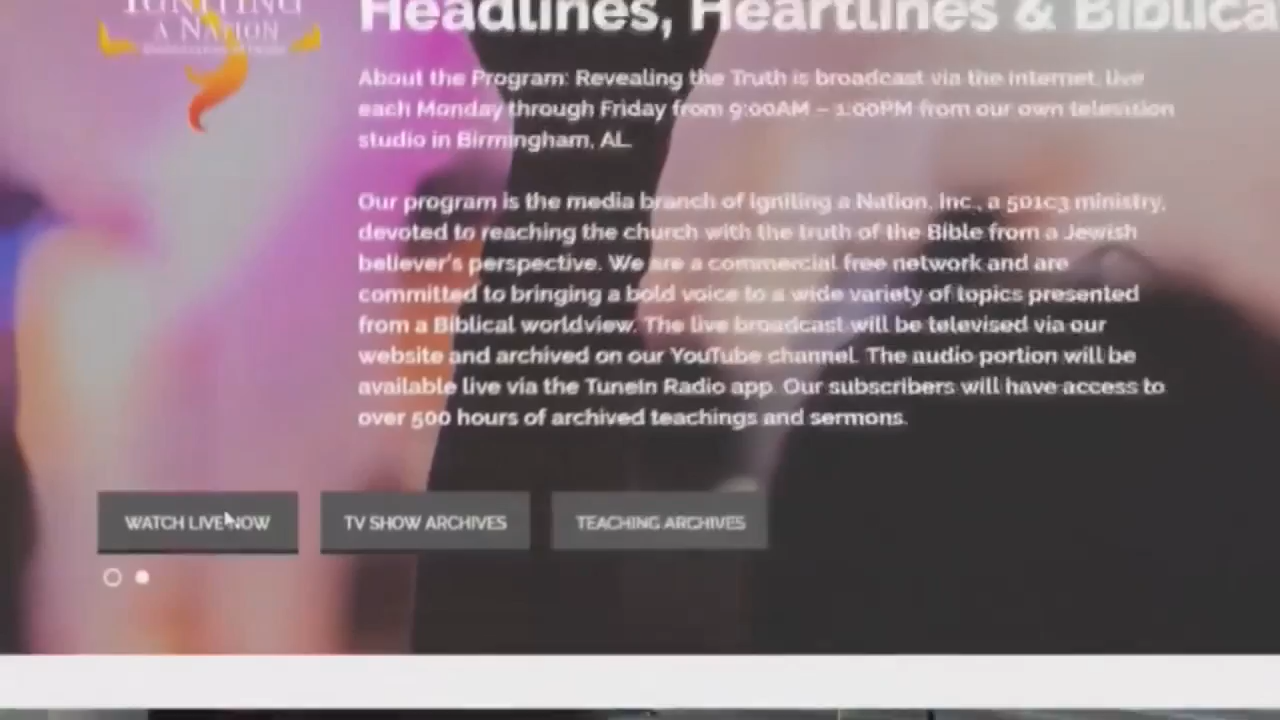 IGNITING
A NATION
Headlines, Heartlines & Biblica
About the Program: Revealing the Truth is broadcast via the internet, live
each Monday through Friday from 9:00AM – 1:00PM from our own television
studio in Birmingham, AL.
Our program is the media branch of Igniting a Nation, Inc., a 501c3 ministry,
devoted to reaching the church with the truth of the Bible from a Jewish
believer's perspective. We are a commercial free network and are
committed to bringing a bold voice to a wide variety of topics presented
from a Biblical worldview. The live broadcast will be televised via our
website and archived on our YouTube channel. The audio portion will be
available live via the TuneIn Radio app. Our subscribers will have access to
over 500 hours of archived teachings and sermons.
WATCH LIVE NOW
TV SHOW ARCHIVES
TEACHING ARCHIVES